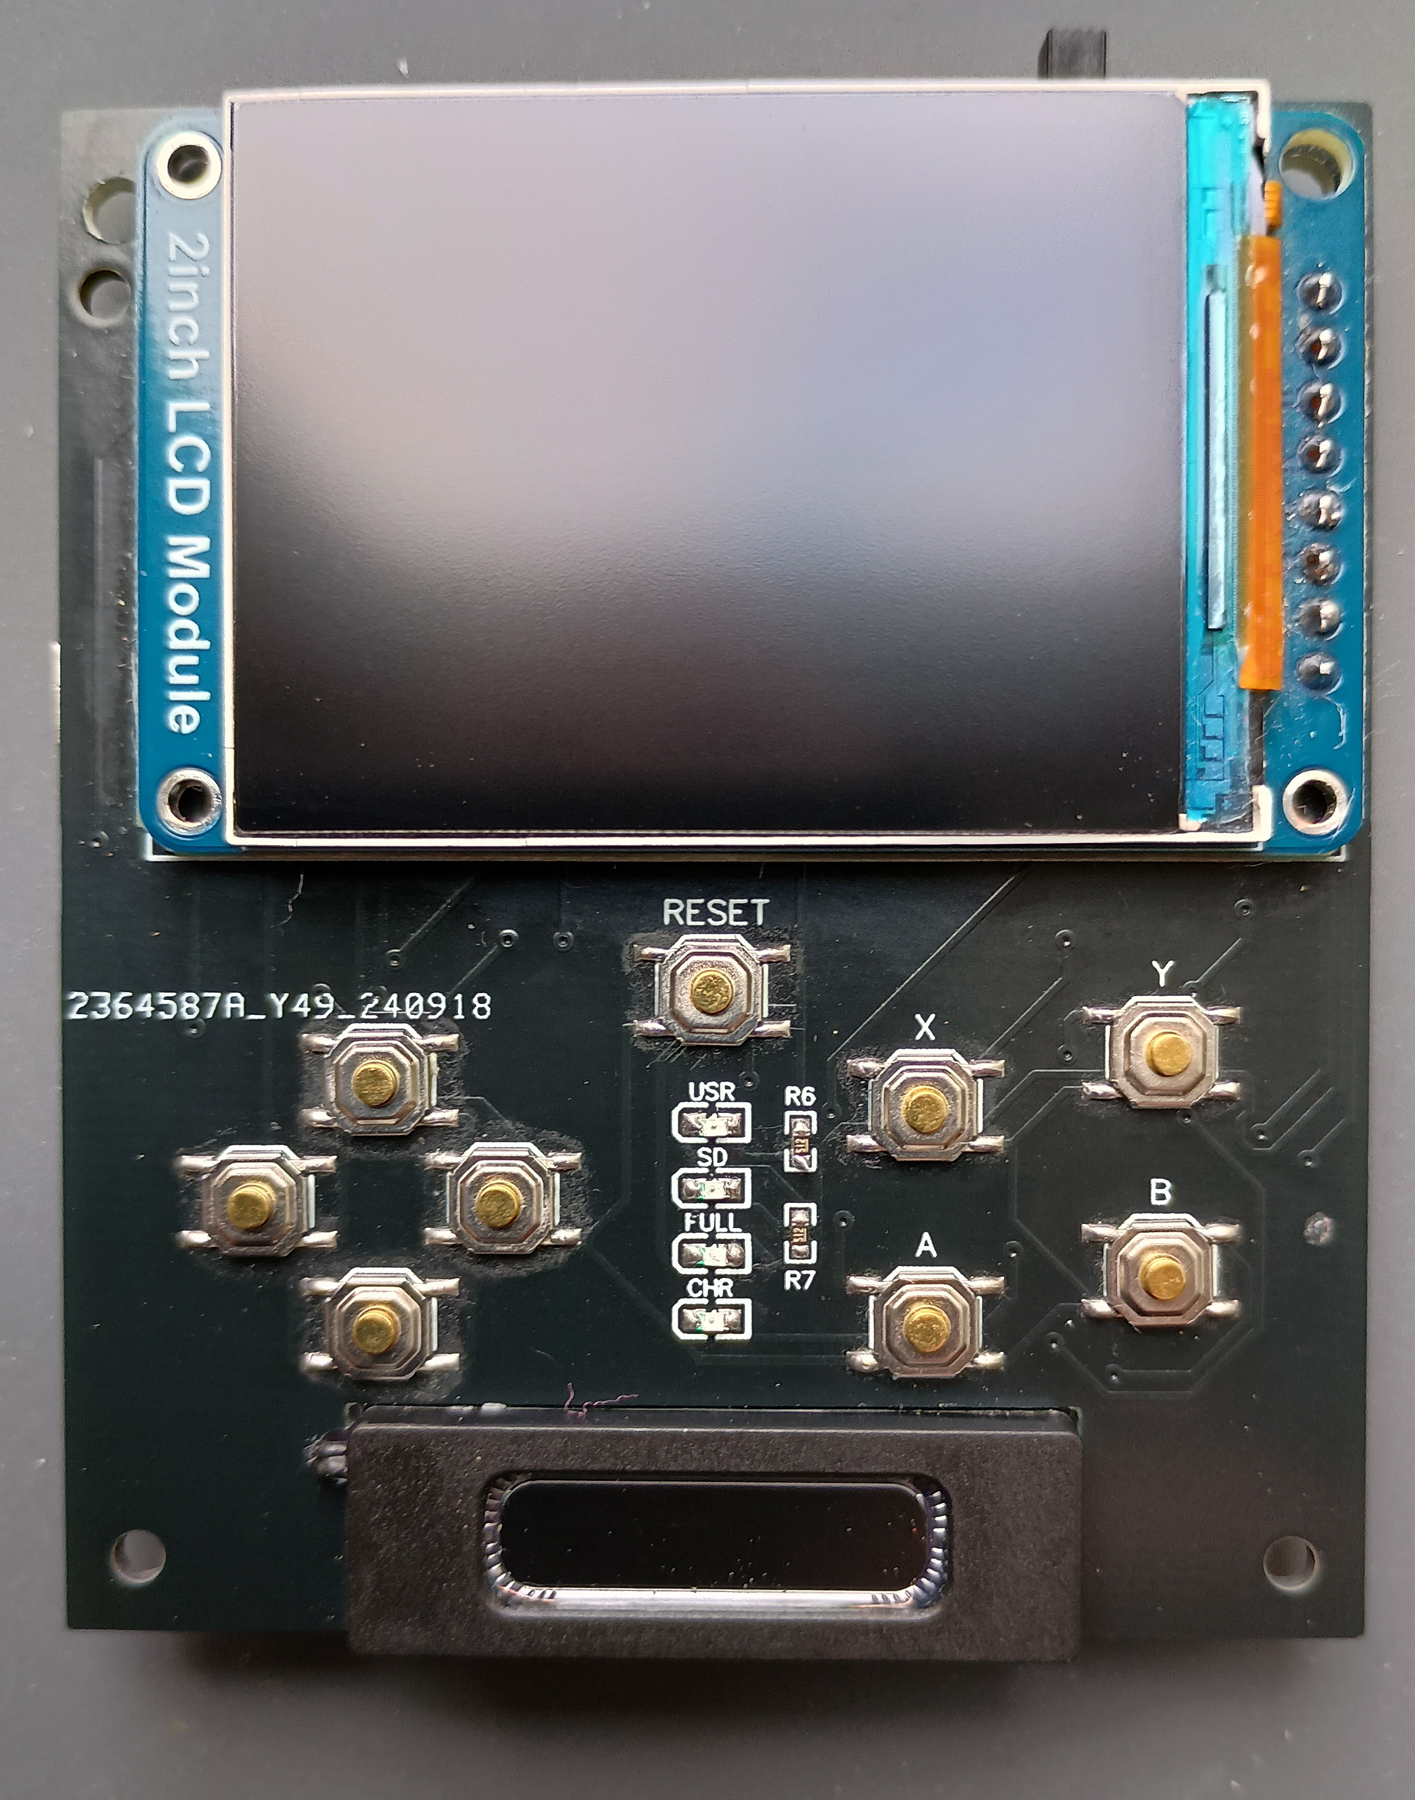 2inch LCD Module
RESET
2364587A_Y49_240918
Y
X
USR
R6
SD
B
FULL
A
CHR
R7